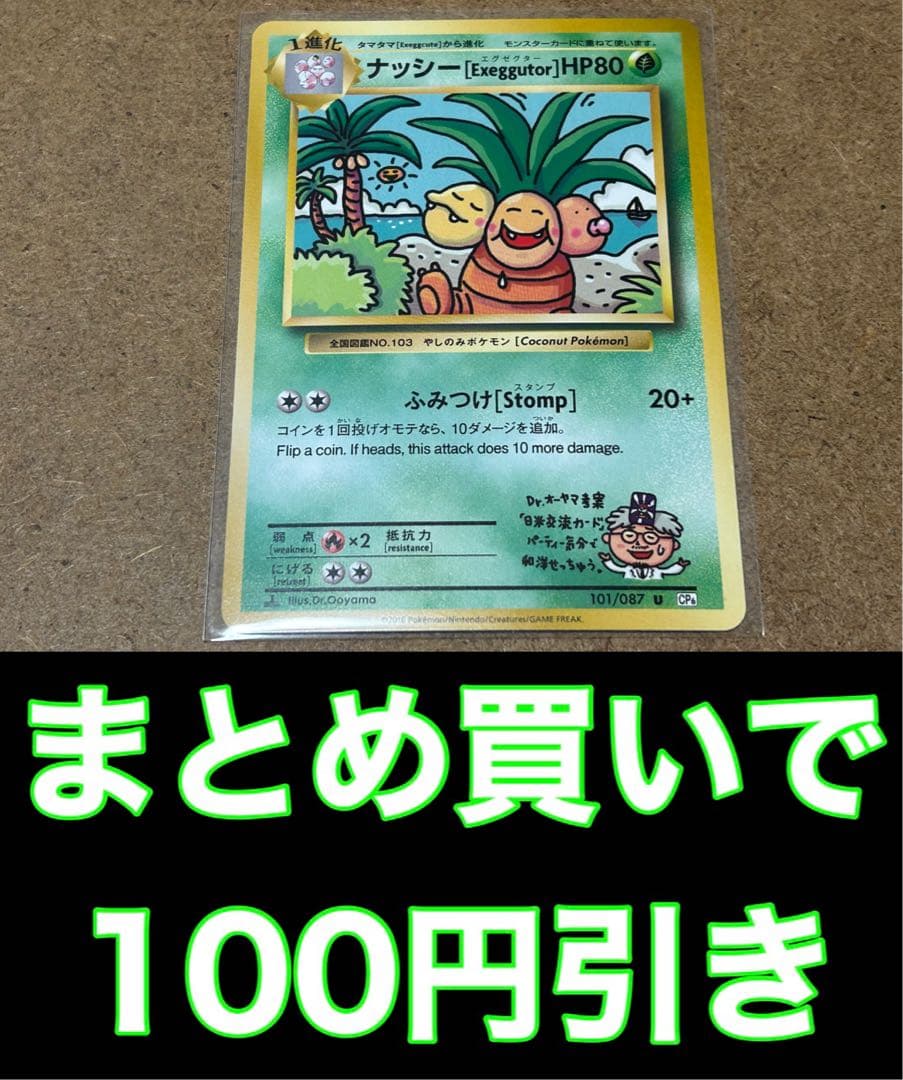 1進化
タマタマ[Exeggcute]から進化 モンスターカードに重ねて使います。
エグゼクター
ナッシー[Exeggutor]HP80
全国図鑑NO.103 やしのみポケモン [Coconut Pokémon]
スタンプ
ふみつけ[Stomp] 20+
かい な ついか
コインを1回投げオモテなら、10ダメージを追加。
Flip a coin. If heads, this attack does 10 more damage.
Dr.オーヤマ考案
「日米交流カード」
パーティー気分で
和洋せっちゅう。
弱点 ×2 抵抗力
[weakness] [resistance]
にげる
[retreat]
Illus.Dr.Ooyama 101/087 U CP6
©2016 Pokémon/Nintendo/Creatures/GAME FREAK.
まとめ買いで
100円引き